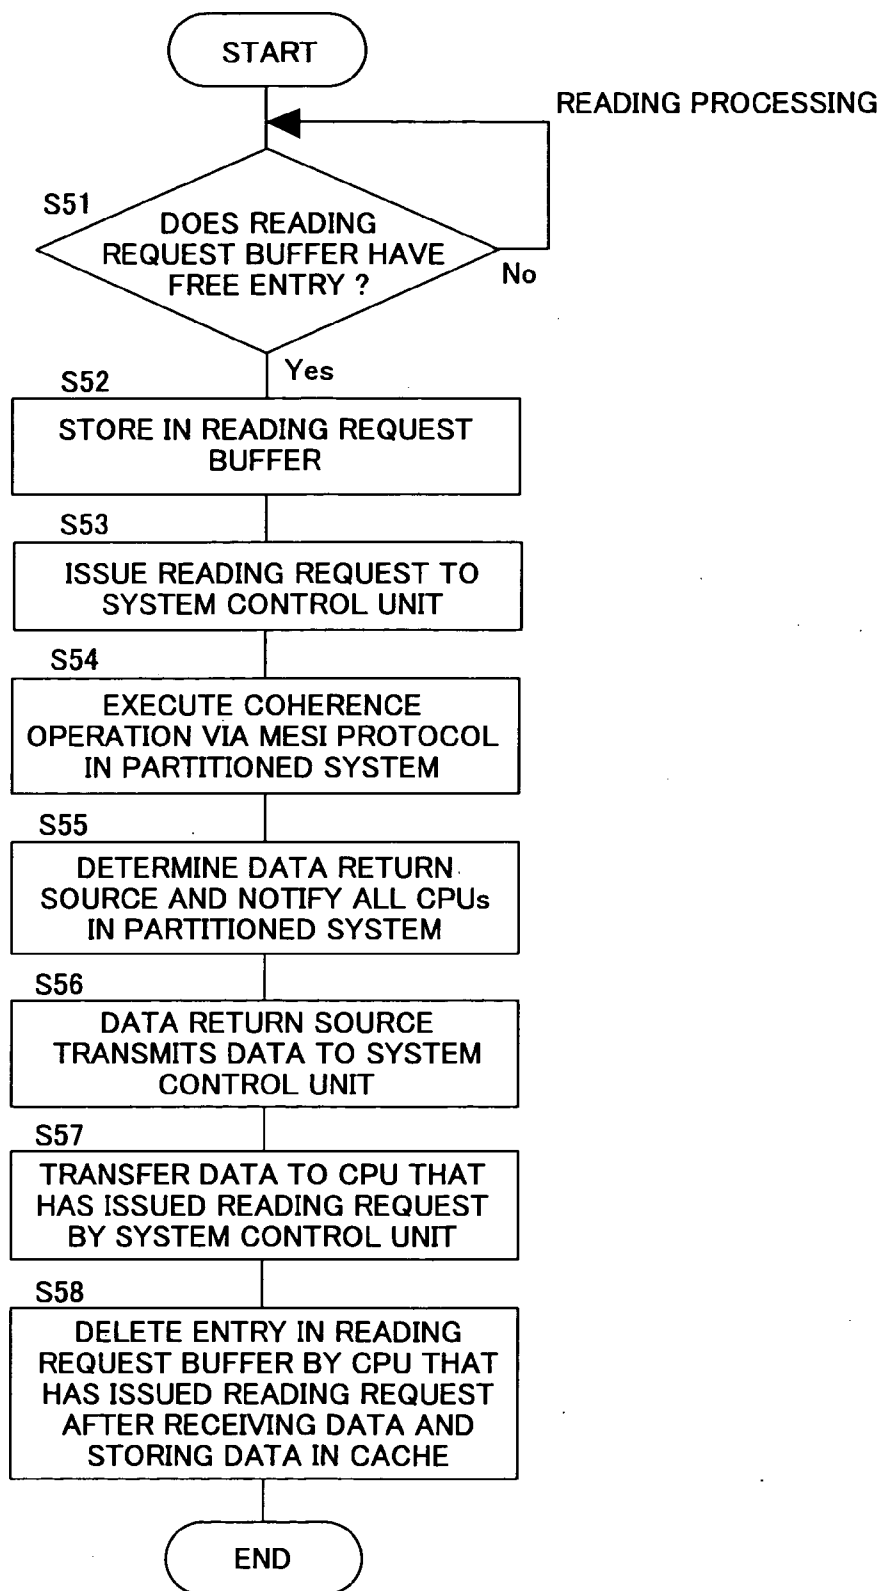 START
READING PROCESSING
S51
DOES READING
REQUEST BUFFER HAVE
FREE ENTRY ?
No
Yes
S52
STORE IN READING REQUEST
BUFFER
S53
ISSUE READING REQUEST TO
SYSTEM CONTROL UNIT
S54
EXECUTE COHERENCE
OPERATION VIA MESI PROTOCOL
IN PARTITIONED SYSTEM
S55
DETERMINE DATA RETURN
SOURCE AND NOTIFY ALL CPUs
IN PARTITIONED SYSTEM
S56
DATA RETURN SOURCE
TRANSMITS DATA TO SYSTEM
CONTROL UNIT
S57
TRANSFER DATA TO CPU THAT
HAS ISSUED READING REQUEST
BY SYSTEM CONTROL UNIT
S58
DELETE ENTRY IN READING
REQUEST BUFFER BY CPU THAT
HAS ISSUED READING REQUEST
AFTER RECEIVING DATA AND
STORING DATA IN CACHE
END